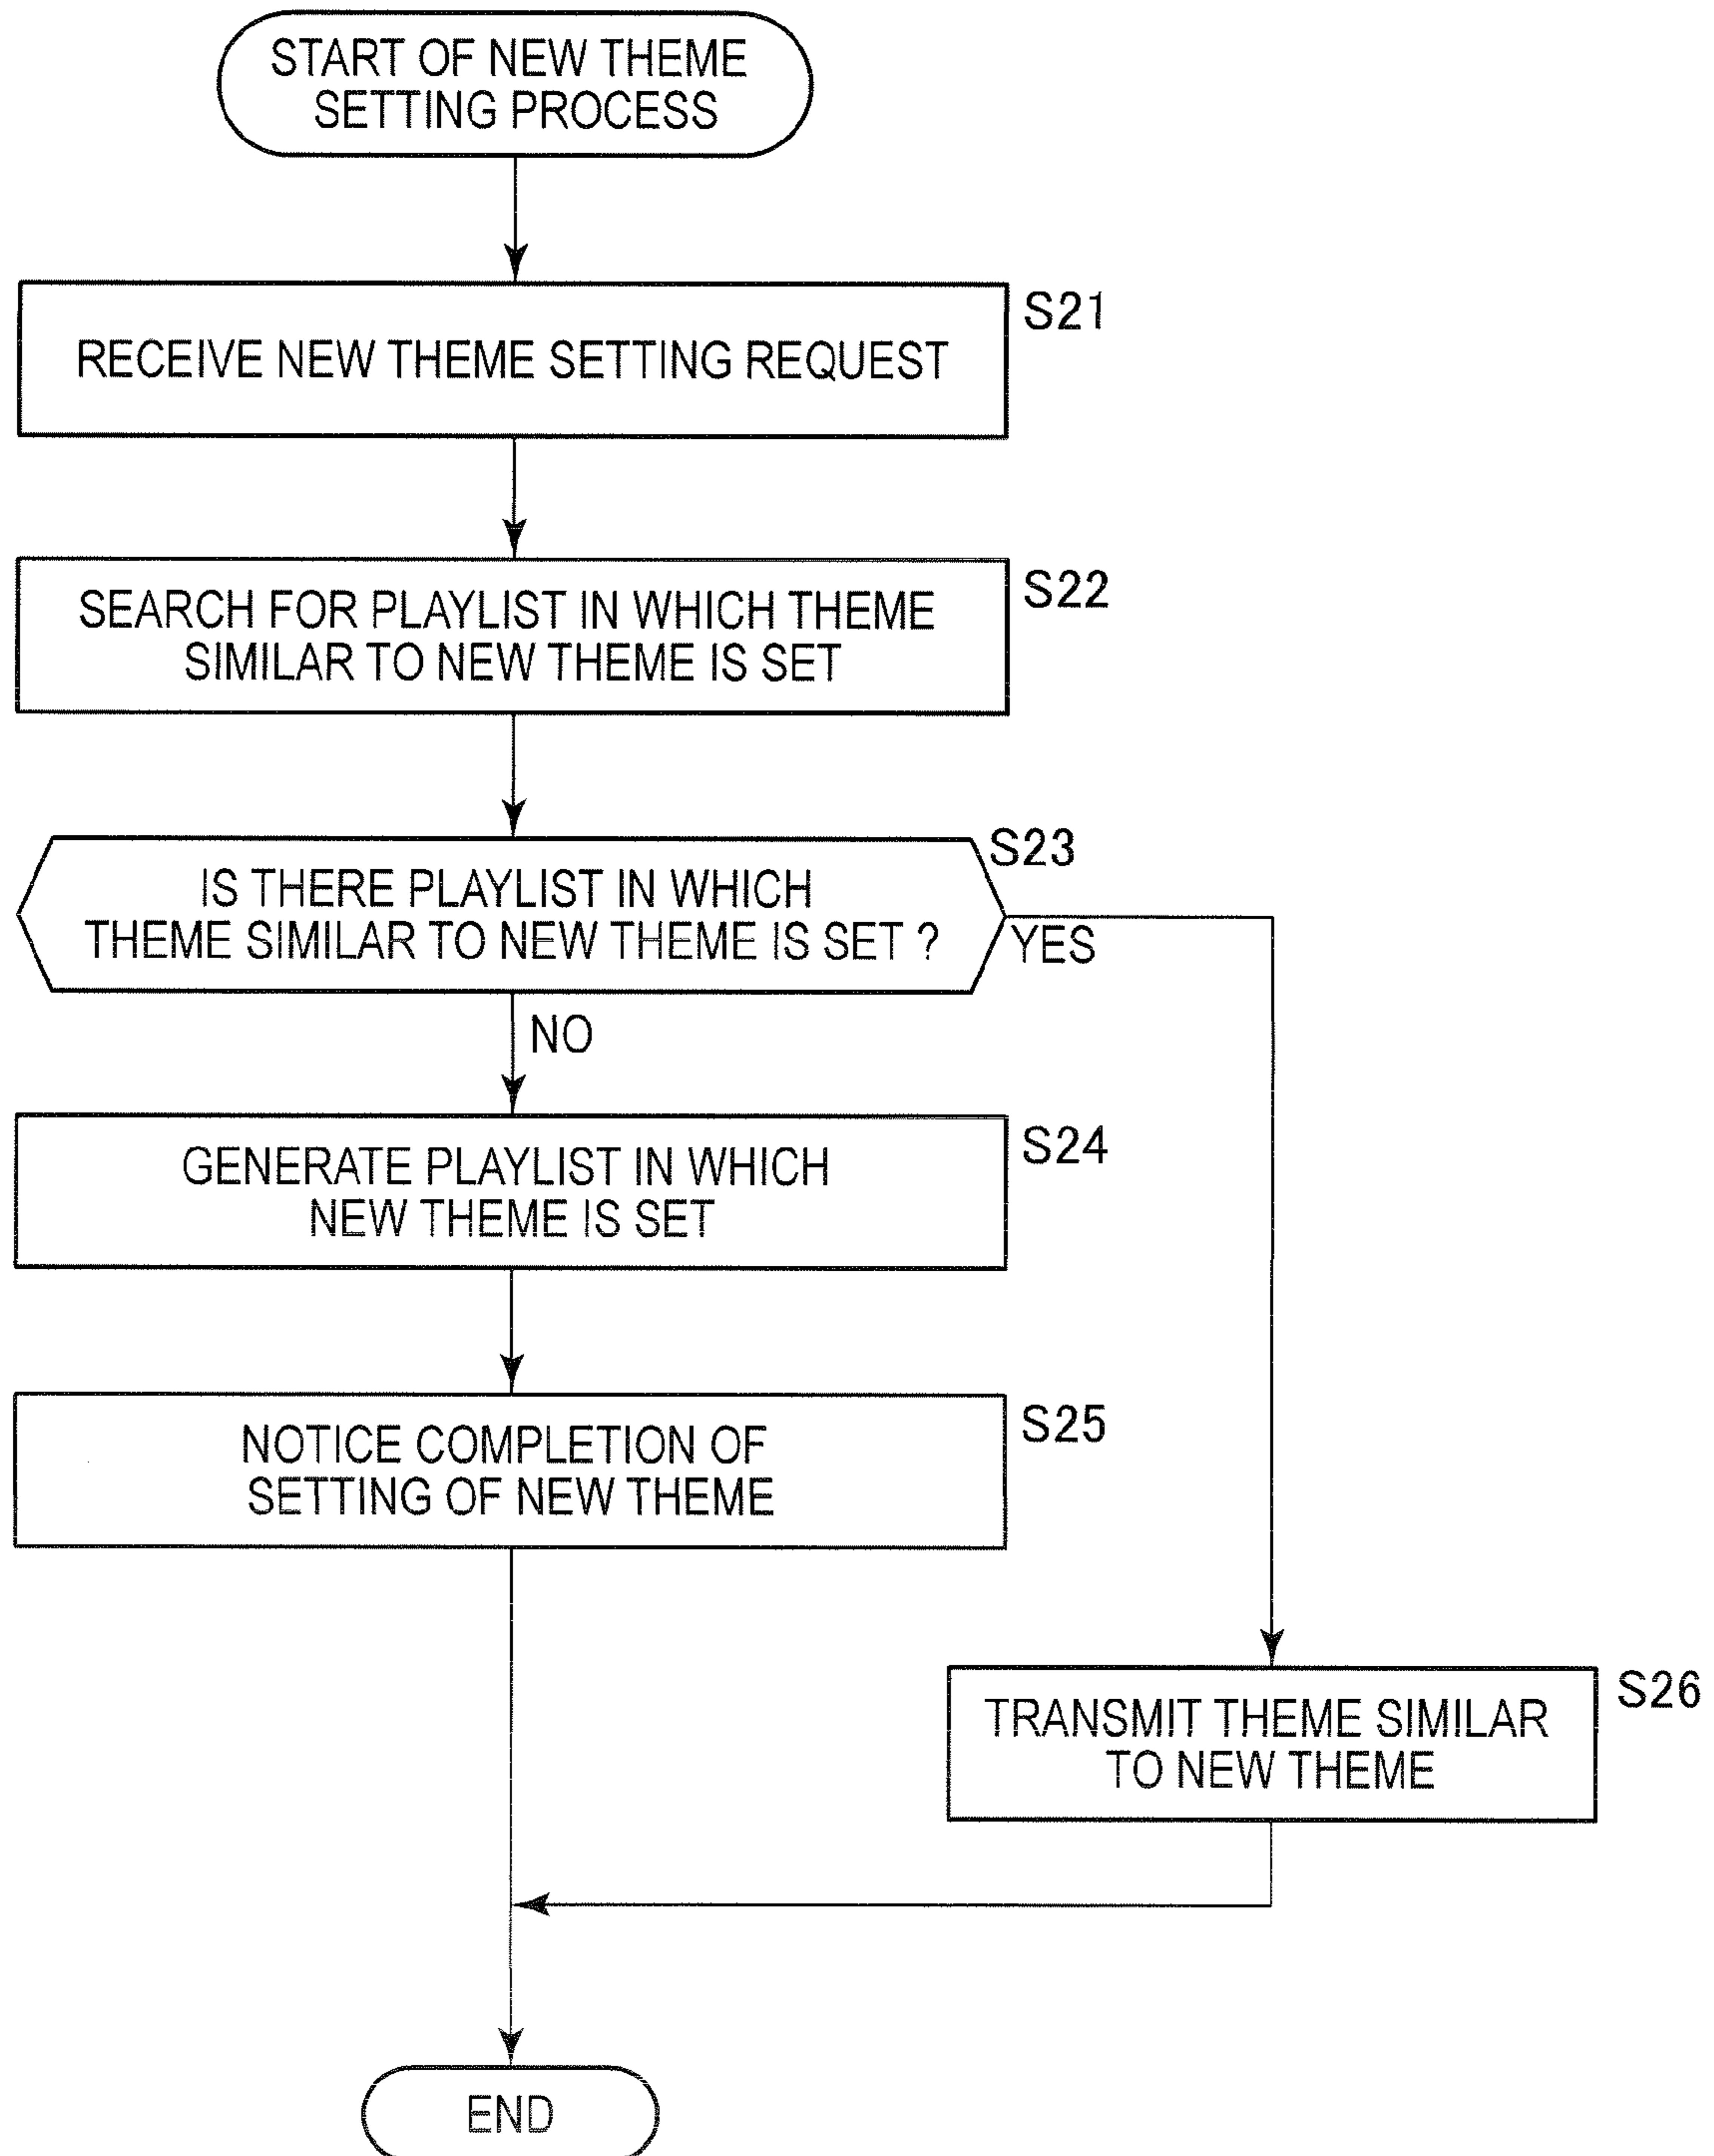 START OF NEW THEME
SETTING PROCESS
S21
RECEIVE NEW THEME SETTING REQUEST
S22
SEARCH FOR PLAYLIST IN WHICH THEME
SIMILAR TO NEW THEME IS SET
S23
IS THERE PLAYLIST IN WHICH
THEME SIMILAR TO NEW THEME IS SET ?
YES
NO
S24
GENERATE PLAYLIST IN WHICH
NEW THEME IS SET
S25
NOTICE COMPLETION OF
SETTING OF NEW THEME
S26
TRANSMIT THEME SIMILAR
TO NEW THEME
END